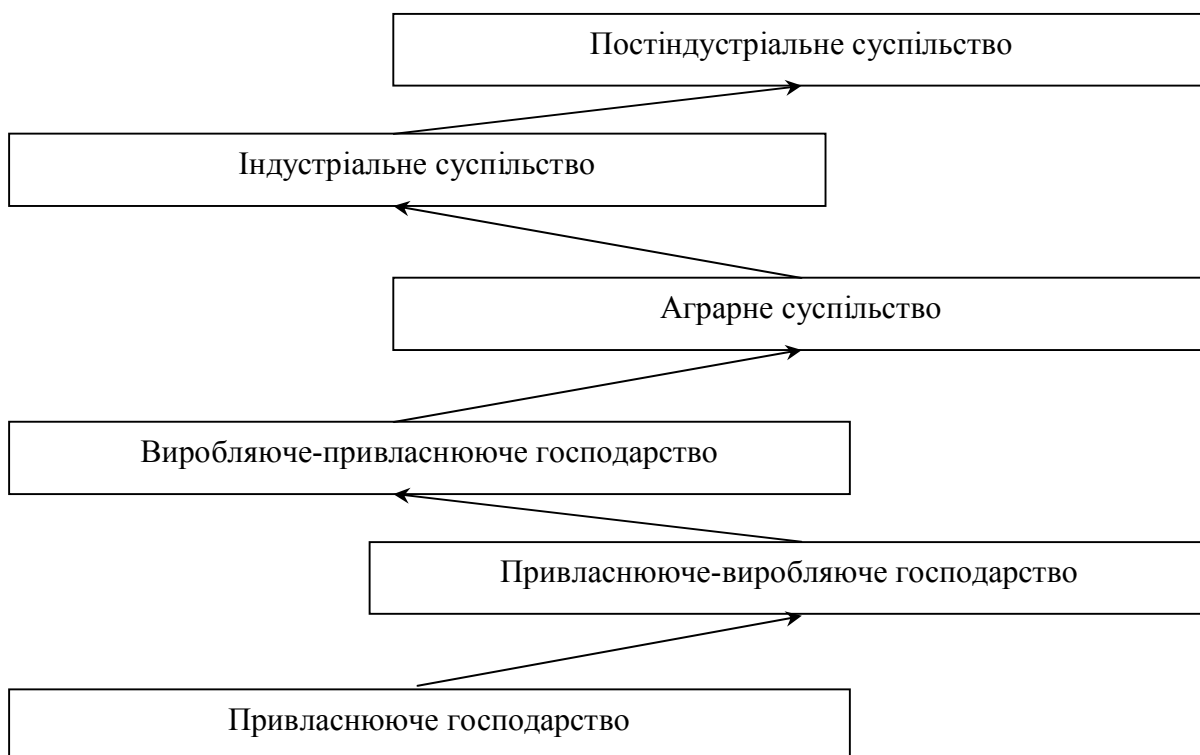 Постіндустріальне суспільство
Індустріальне суспільство
Аграрне суспільство
Виробляюче-привласнююче господарство
Привласнююче-виробляюче господарство
Привласнююче господарство